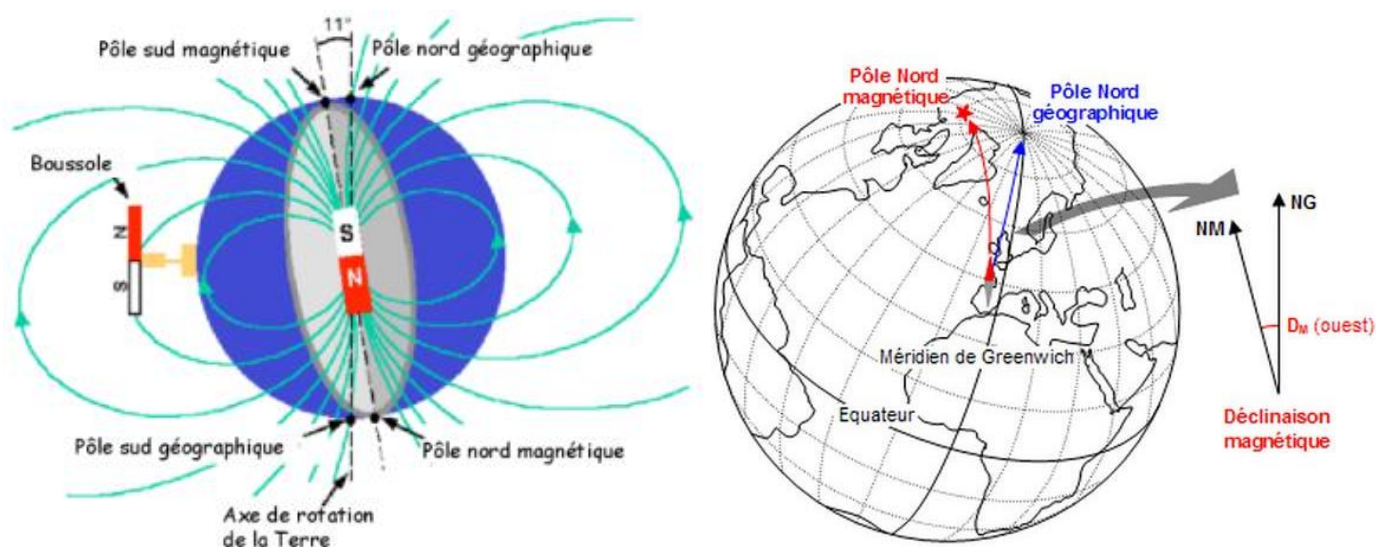 11°
Pôle sud magnétique
Pôle nord géographique
Boussole
N
S
S
N
Pôle sud géographique
Pôle nord magnétique
Axe de rotation
de la Terre
Pôle Nord
magnétique
Pôle Nord
géographique
NG
NM
D_M (ouest)
Méridien de Greenwich
Equateur
Déclinaison
magnétique